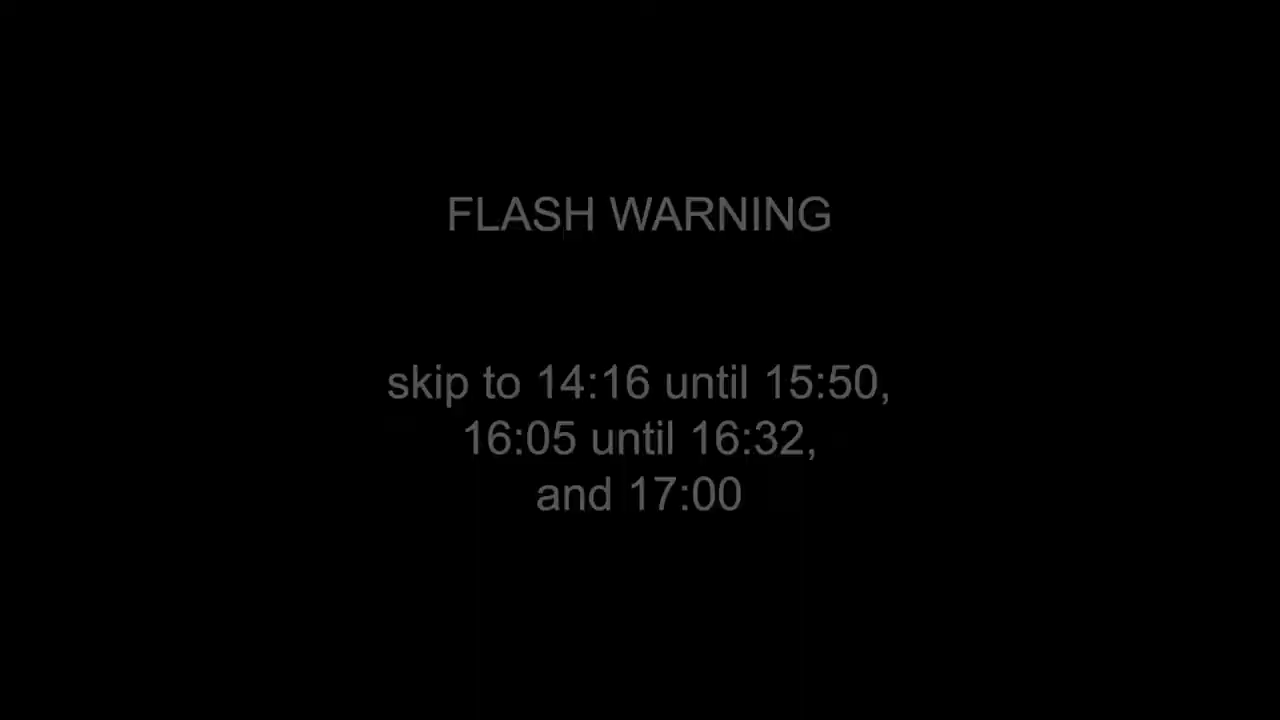 FLASH WARNING
skip to 14:16 until 15:50,
16:05 until 16:32,
and 17:00